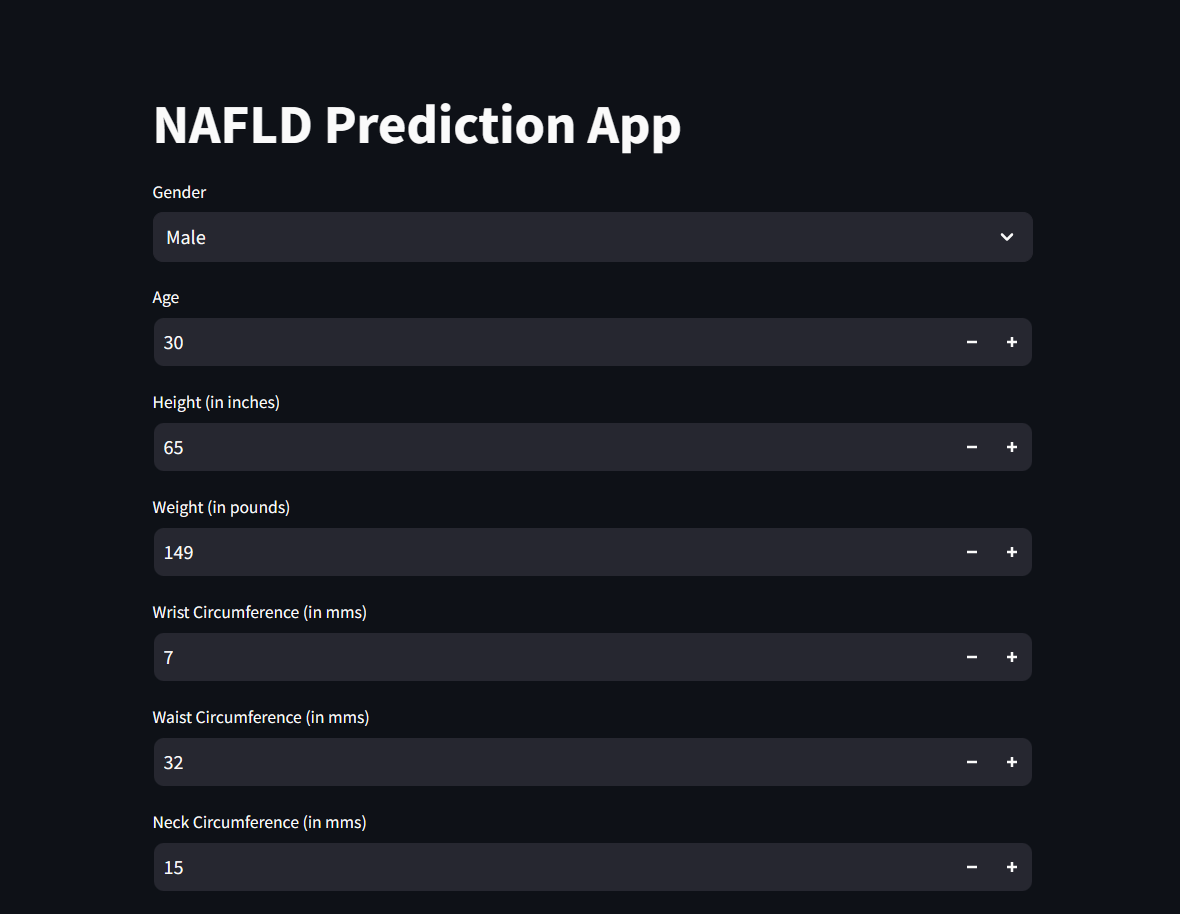 NAFLD Prediction App
Gender
Male
Age
30
Height (in inches)
65
Weight (in pounds)
149
Wrist Circumference (in mms)
7
Waist Circumference (in mms)
32
Neck Circumference (in mms)
15